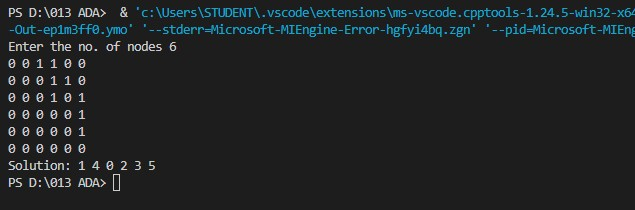 PS D:\013 ADA>  & 'c:\Users\STUDENT\.vscode\extensions\ms-vscode.cpptools-1.24.5-win32-x64
-Out-ep1m3ff0.ymo' '--stderr=Microsoft-MIEngine-Error-hgfyi4bq.zgn' '--pid=Microsoft-MIEng
Enter the no. of nodes 6
0 0 1 1 0 0
0 0 0 1 1 0
0 0 0 1 0 1
0 0 0 0 0 1
0 0 0 0 0 1
0 0 0 0 0 0
Solution: 1 4 0 2 3 5
PS D:\013 ADA>